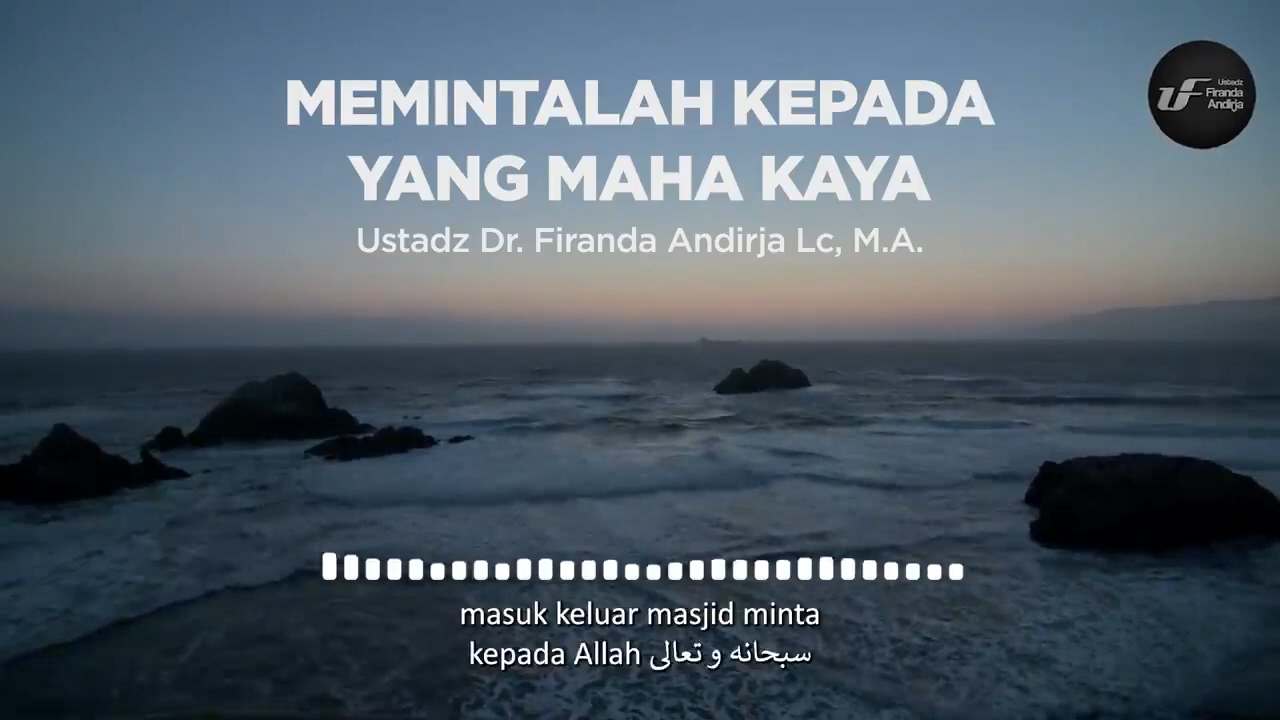 MEMINTALAH KEPADA
YANG MAHA KAYA
Ustadz Dr. Firanda Andirja Lc, M.A.
Ustadz
Firanda
Andirja
masuk keluar masjid minta
kepada Allah سبحانه و تعالى